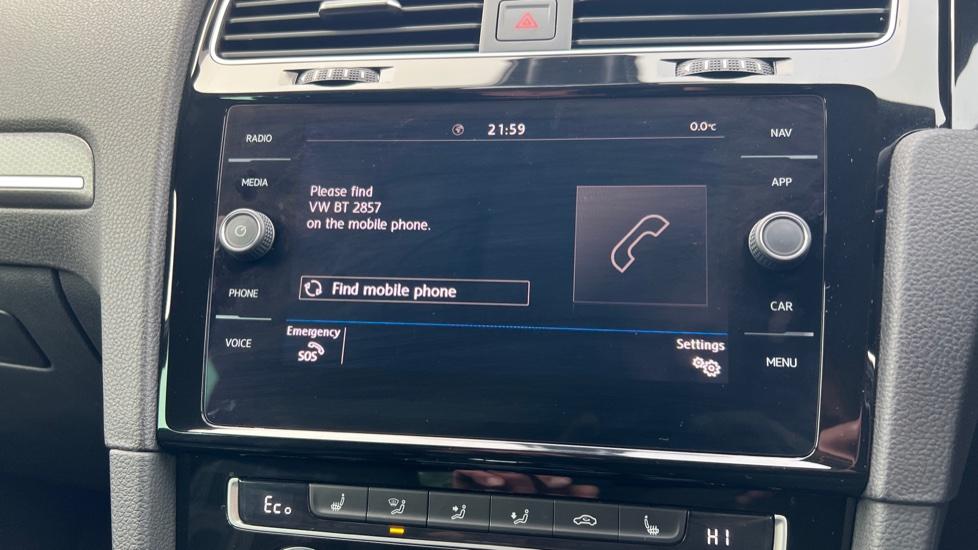 RADIO
21:59
0.0°C
NAV
MEDIA
APP
Please find
VW BT 2857
on the mobile phone.
Find mobile phone
PHONE
CAR
Emergency
SOS
Settings
VOICE
MENU
Eco
HI